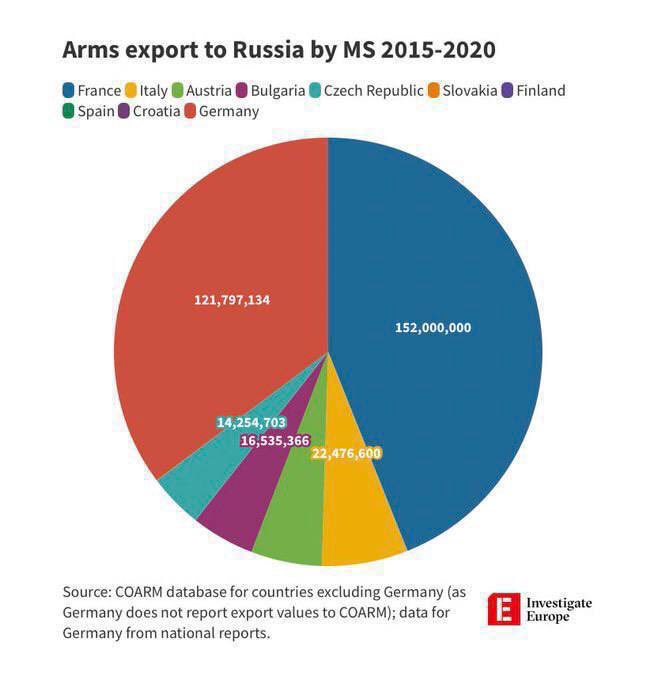 Arms export to Russia by MS 2015-2020
France Italy Austria Bulgaria Czech Republic Slovakia Finland
Spain Croatia Germany
121,797,134
152,000,000
14,254,703
16,535,366
22,476,600
Source: COARM database for countries excluding Germany (as
Germany does not report export values to COARM); data for
Germany from national reports.
IE
Investigate
Europe